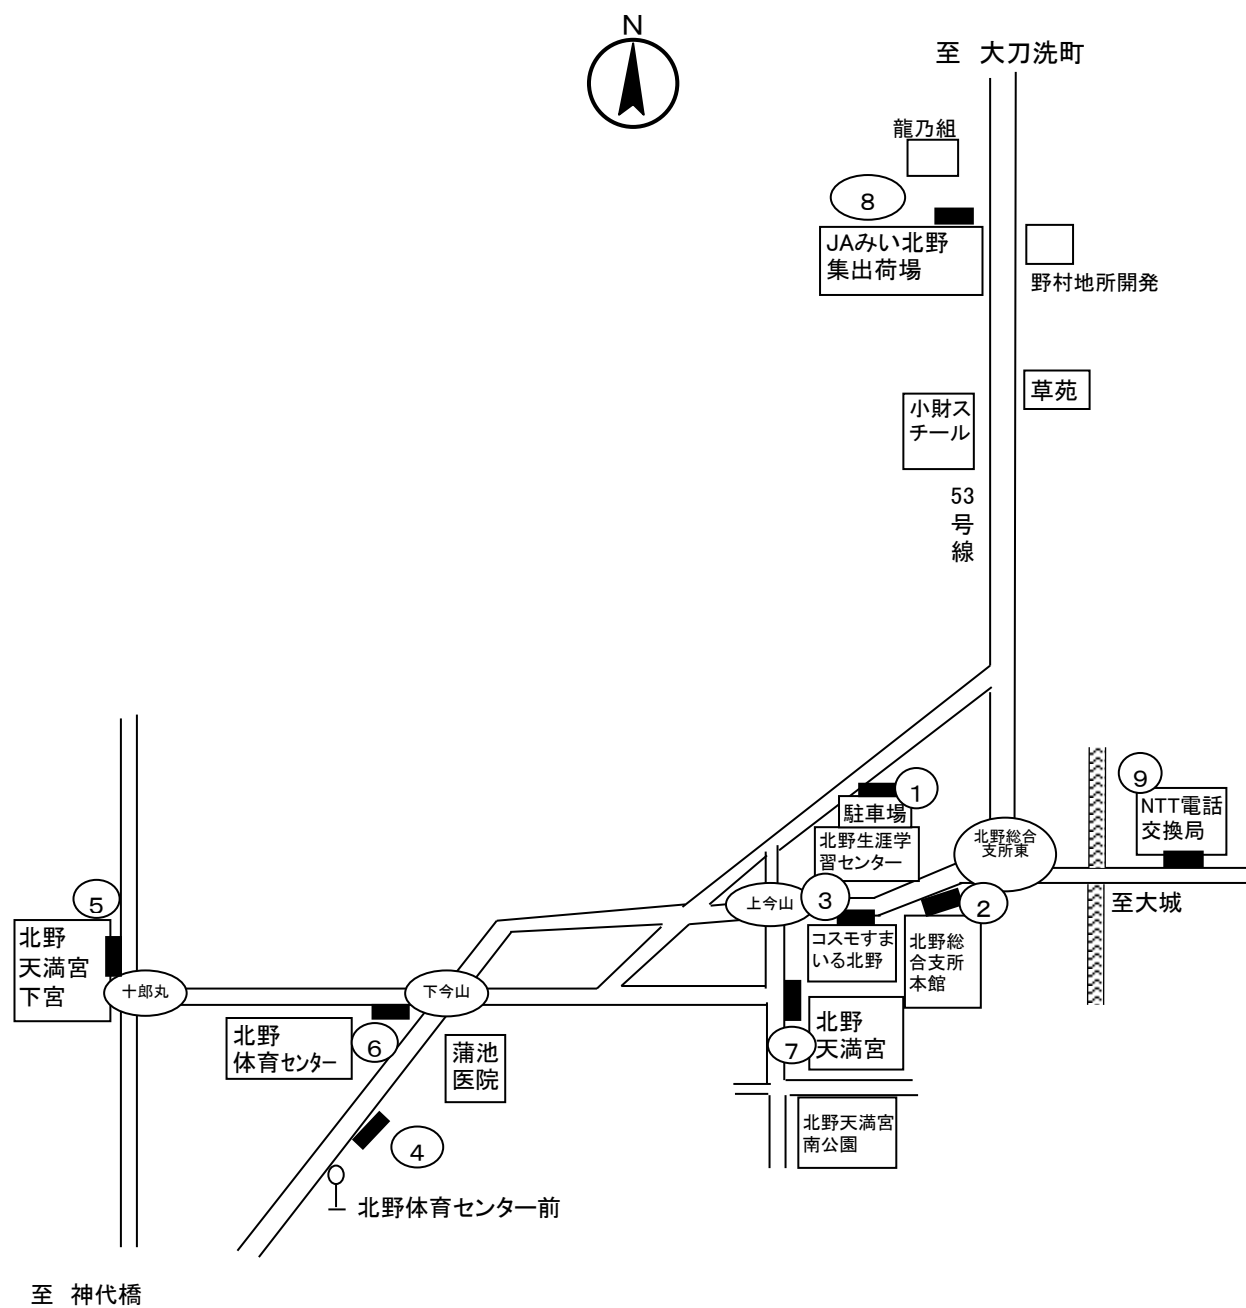 N
至　大刀洗町
龍乃組
8
JAみい北野
集出荷場
野村地所開発
草苑
小財ス
チール
53
号
線
1
駐車場
北野生涯学
習センター
北野総合
支所東
9
NTT電話
交換局
至大城
上今山
3
2
コスモすま
いる北野
北野総
合支所
本館
5
北野
天満宮
下宮
十郎丸
下今山
北野
体育センター
6
蒲池
医院
7
北野
天満宮
北野天満宮
南公園
4
北野体育センター前
至　神代橋